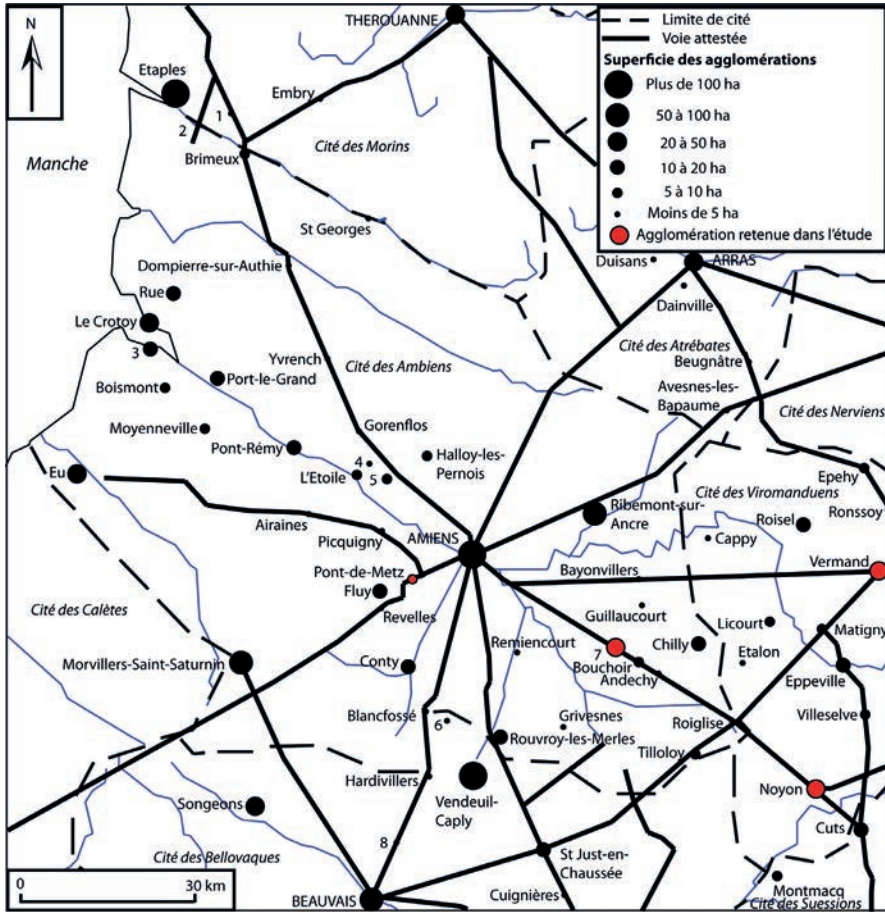 N
THEROUANNE
Limite de cité
Voie attestée
Superficie des agglomérations
Plus de 100 ha
50 à 100 ha
20 à 50 ha
10 à 20 ha
5 à 10 ha
Moins de 5 ha
Agglomération retenue dans l'étude
Etaples
Embry
1
2
Brimeux
Cité des Morins
Manche
St Georges
Duisans
ARRAS
Dompierre-sur-Authie
Dainville
Rue
Le Crotoy
3
Yvrench
Cité des Ambiens
Cité des Atrébates
Beugnâtre
Port-le-Grand
Boismont
Avesnes-les-
Bapaume
Cité des Nerviens
Moyenneville
Gorenflos
Pont-Rémy
Halloy-les-
Pernois
4
L'Etoile
5
Eu
Epehy
Cité des Viromanduens
Ribemont-sur-
Ancre
Roisel
Ronssoy
Airaines
Picquigny
AMIENS
Cappy
Vermand
Pont-de-Metz
Bayonvillers
Fluy
Revelles
Cité des Calètes
Guillaucourt
Licourt
Matigny
Remiencourt
7
Chilly
Etalon
Morvillers-Saint-Saturnin
Conty
Bouchoir
Andechy
Eppeville
Blancfossé
6
Grivesnes
Roiglise
Villeselve
Rouvroy-les-Merles
Tilloloy
Hardivillers
Vendeuil-
Caply
Noyon
Songeons
Cuts
8
Cité des Bellovaques
St Just-en-
Chaussée
0
30 km
BEAUVAIS
Cuignières
Montmacq
Cité des Suessions